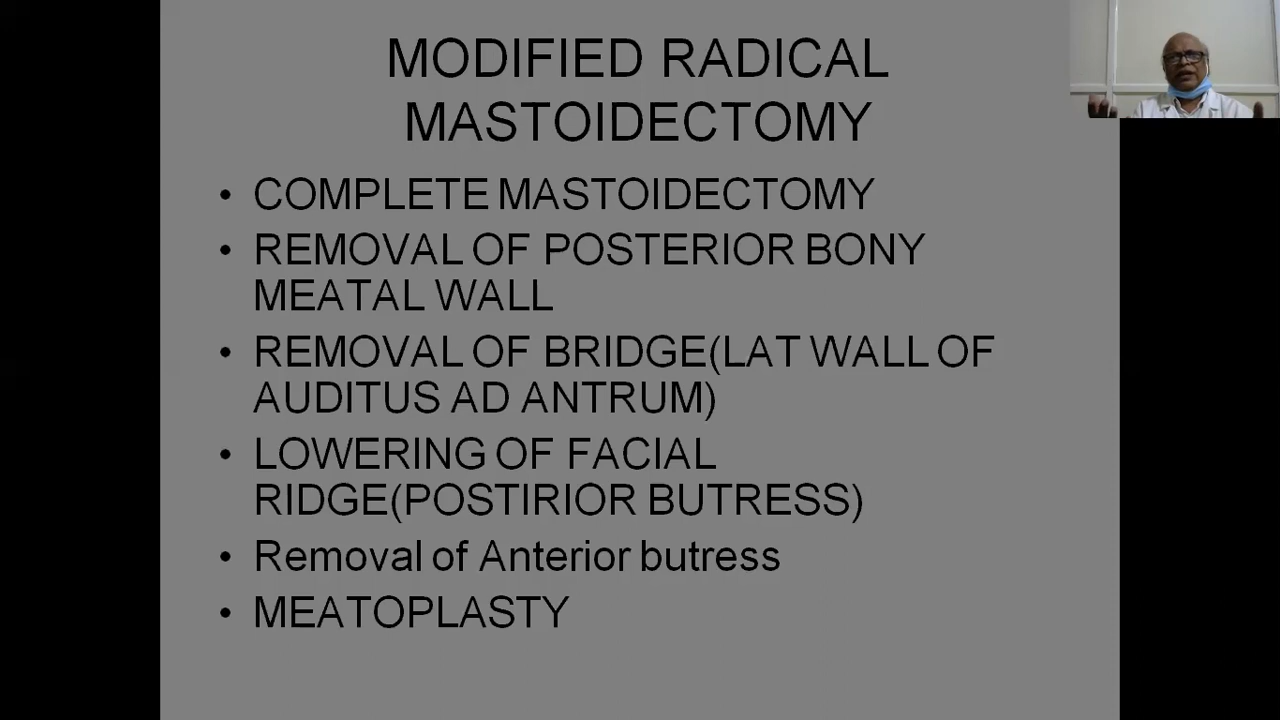 MODIFIED RADICAL
MASTOIDECTOMY
• COMPLETE MASTOIDECTOMY
• REMOVAL OF POSTERIOR BONY
MEATAL WALL
• REMOVAL OF BRIDGE(LAT WALL OF
AUDITUS AD ANTRUM)
• LOWERING OF FACIAL
RIDGE(POSTIRIOR BUTRESS)
• Removal of Anterior butress
• MEATOPLASTY